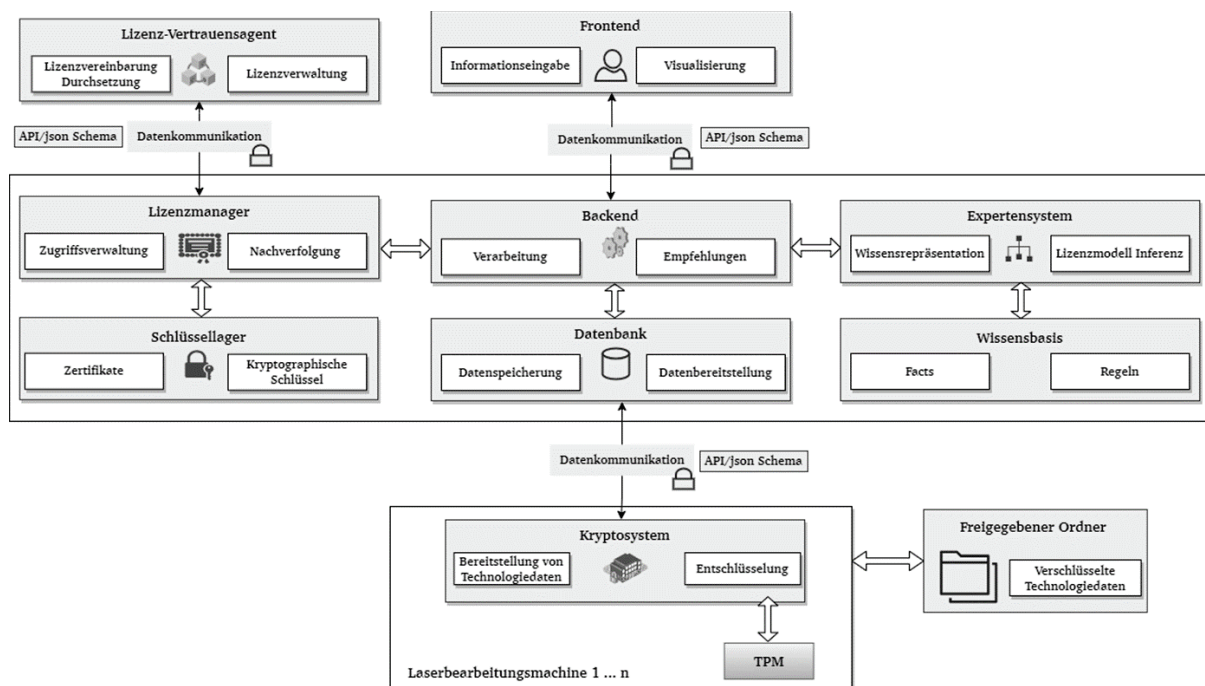 Lizenz-Vertrauensagent
Lizenzvereinbarung
Durchsetzung
Lizenzverwaltung
Frontend
Informationseingabe
Visualisierung
API/json Schema
Datenkommunikation
Datenkommunikation
API/json Schema
Lizenzmanager
Zugriffsverwaltung
Nachverfolgung
Backend
Verarbeitung
Empfehlungen
Expertensystem
Wissensrepräsentation
Lizenzmodell Inferenz
Schlüssellager
Zertifikate
Kryptographische
Schlüssel
Datenbank
Datenspeicherung
Datenbereitstellung
Wissensbasis
Facts
Regeln
Datenkommunikation
API/json Schema
Kryptosystem
Bereitstellung von
Technologiedaten
Entschlüsselung
Freigegebener Ordner
Verschlüsselte
Technologiedaten
TPM
Laserbearbeitungsmachine 1 ... n